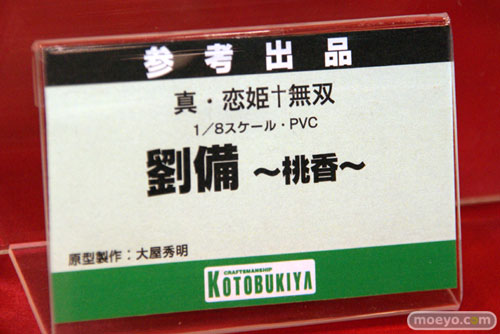 参考出品
真・恋姫†無双
1／8スケール・PVC
劉備 ～桃香～
原型製作：大屋秀明
CRAFTSMANSHIP
KOTOBUKIYA
moeyo.com